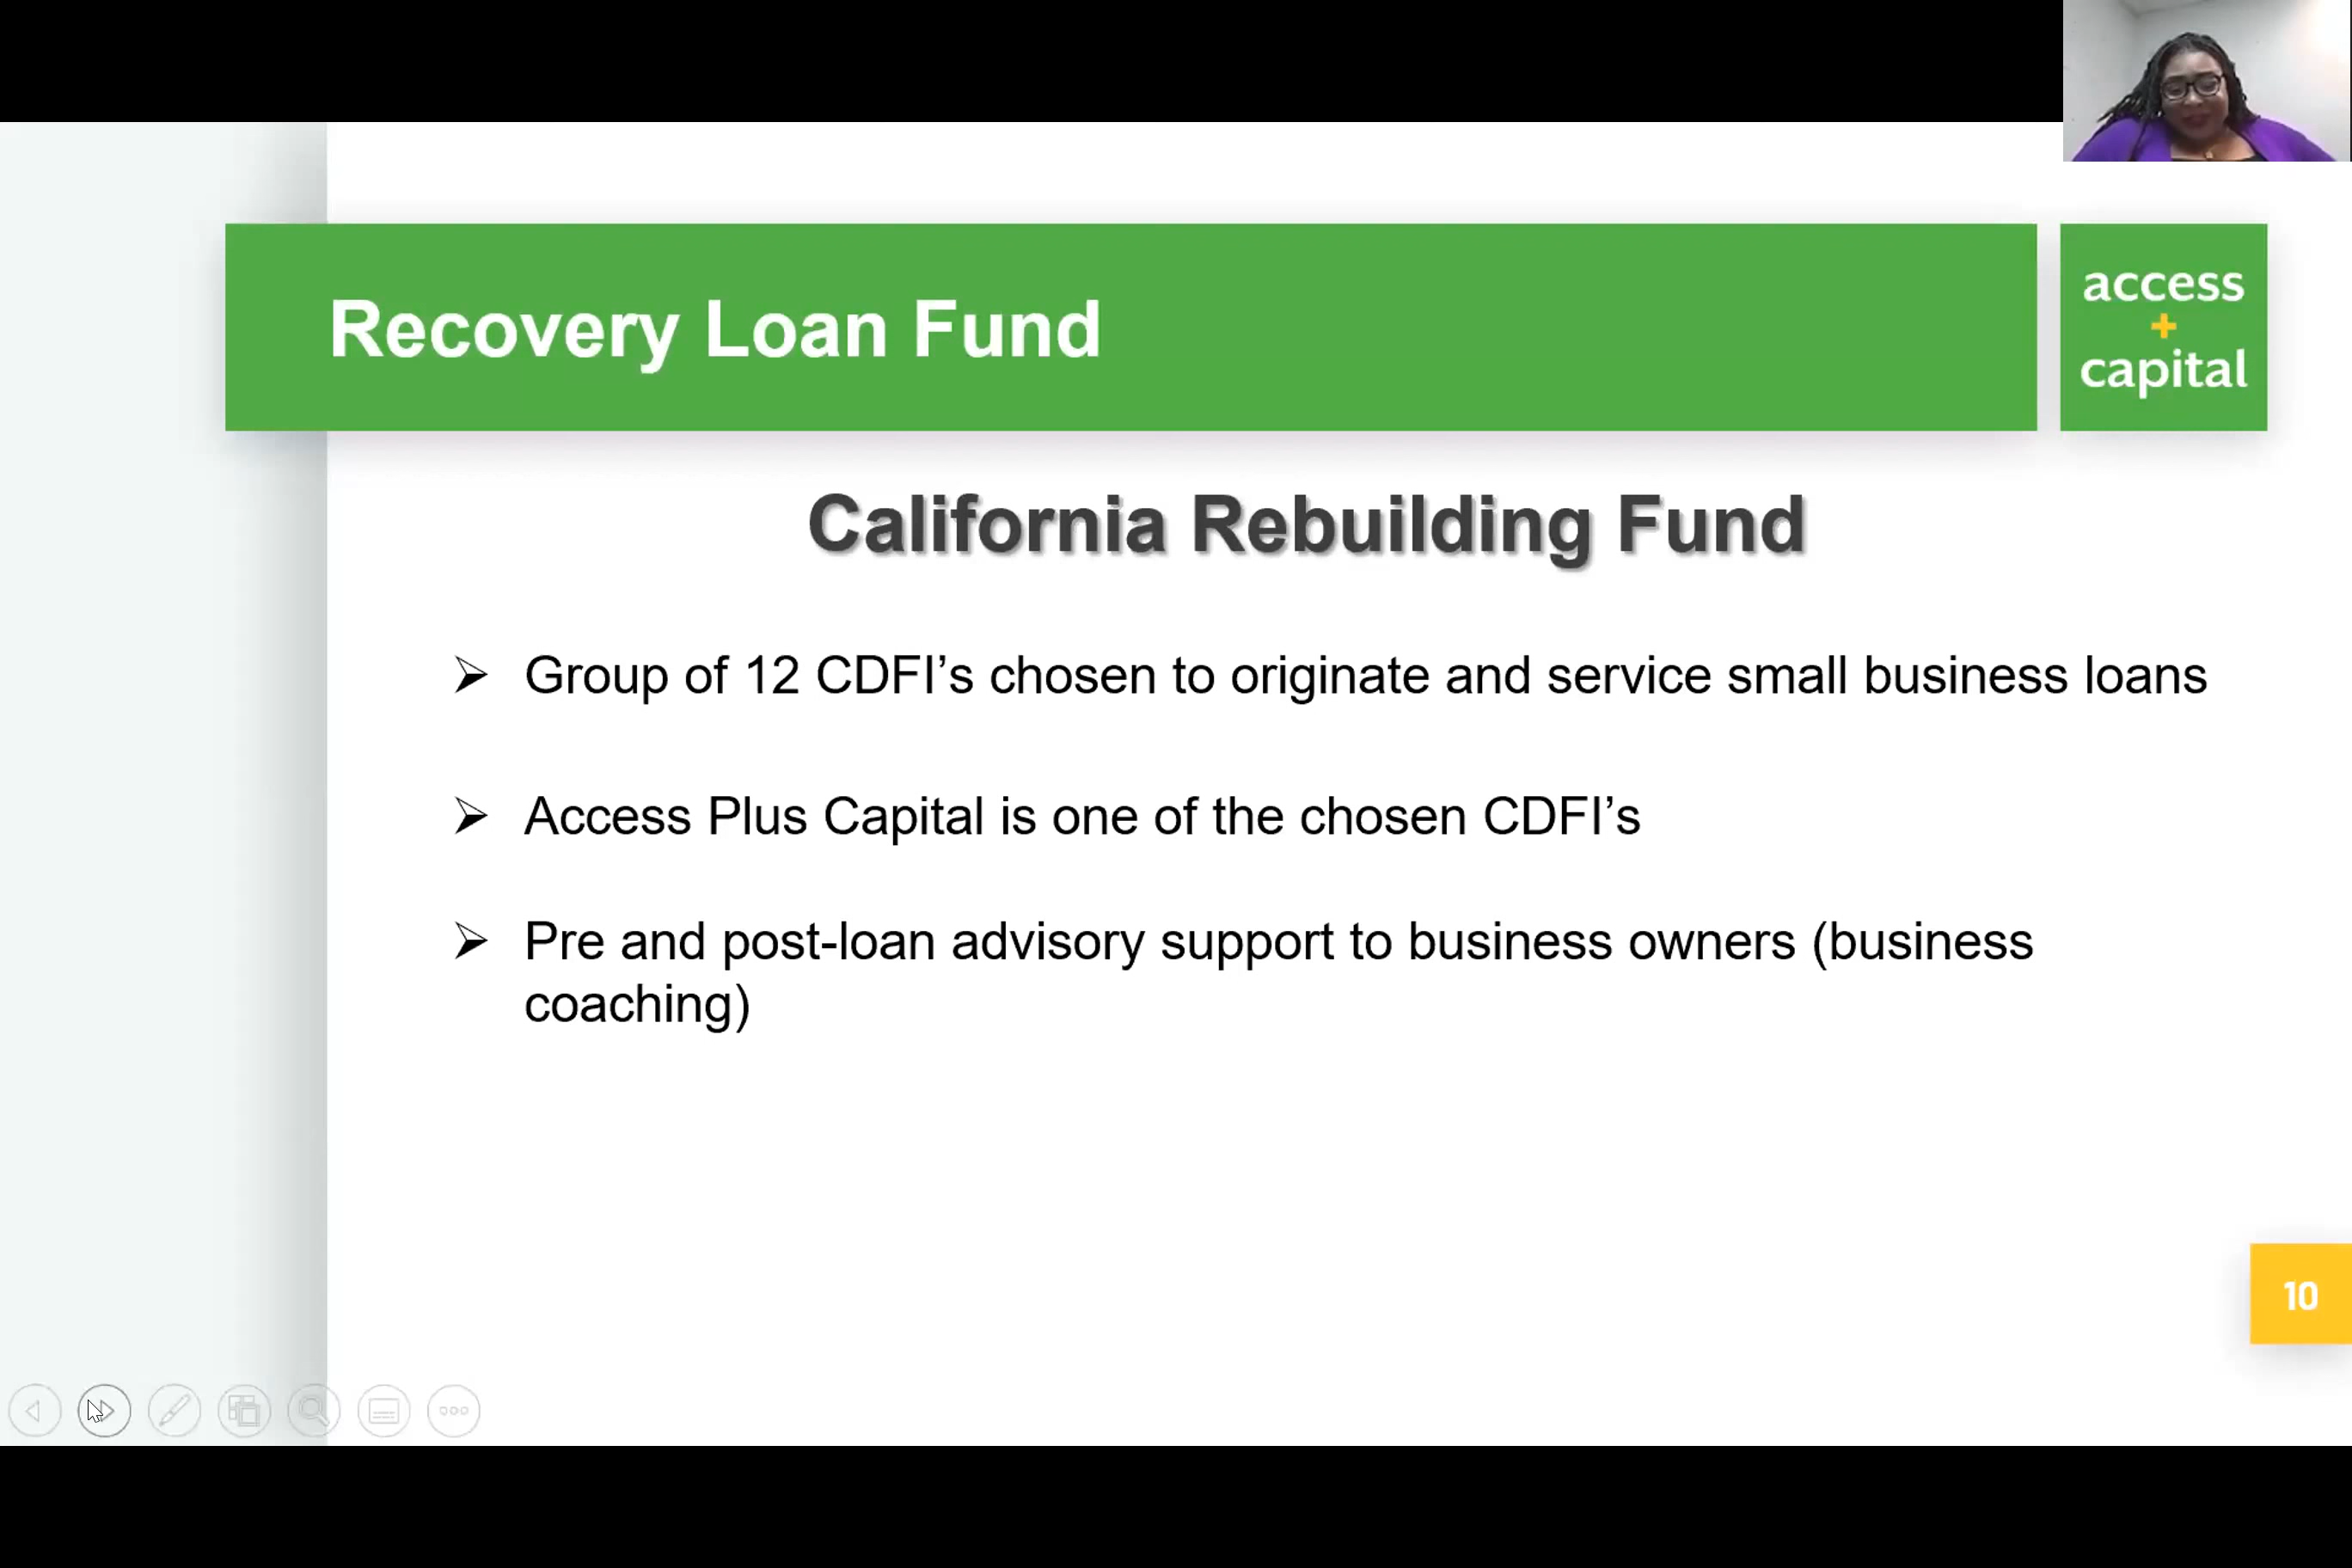 Recovery Loan Fund
access
+
capital
California Rebuilding Fund
Group of 12 CDFI’s chosen to originate and service small business loans
Access Plus Capital is one of the chosen CDFI’s
Pre and post-loan advisory support to business owners (business
coaching)
10